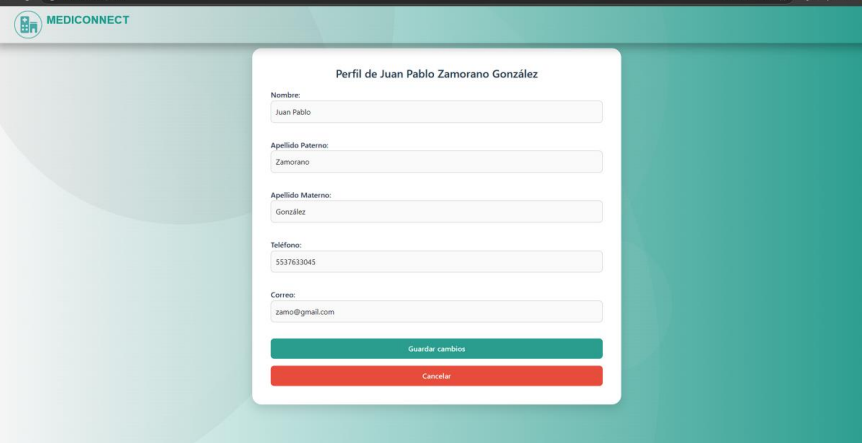 MEDICONNECT
Perfil de Juan Pablo Zamorano González
Nombre:
Juan Pablo
Apellido Paterno:
Zamorano
Apellido Materno:
González
Teléfono:
5537633045
Correo:
zamo@gmail.com
Guardar cambios
Cancelar